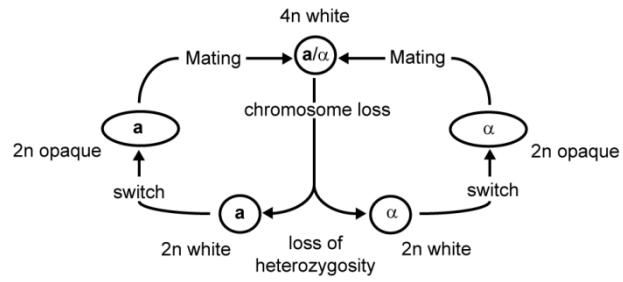 4n white
Mating
a/α
Mating
chromosome loss
a
α
2n opaque
2n opaque
switch
switch
a
α
2n white
loss of
heterozygosity
2n white